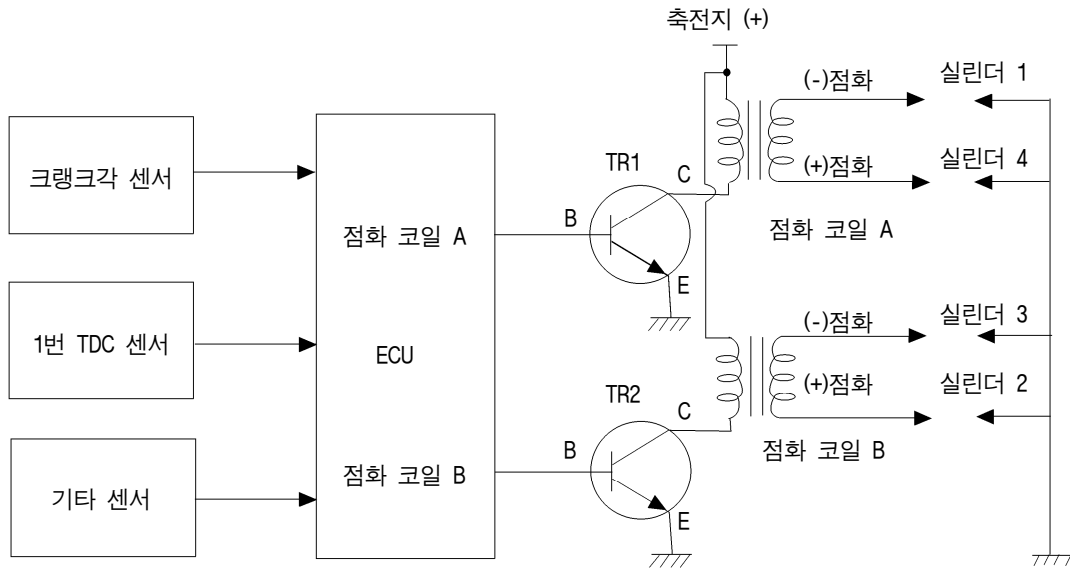 축전지 (+)
(-)점화
실린더 1
크랭크각 센서
TR1
C
(+)점화
실린더 4
B
점화 코일 A
점화 코일 A
E
1번 TDC 센서
ECU
(-)점화
실린더 3
TR2
C
(+)점화
실린더 2
B
점화 코일 B
기타 센서
점화 코일 B
E